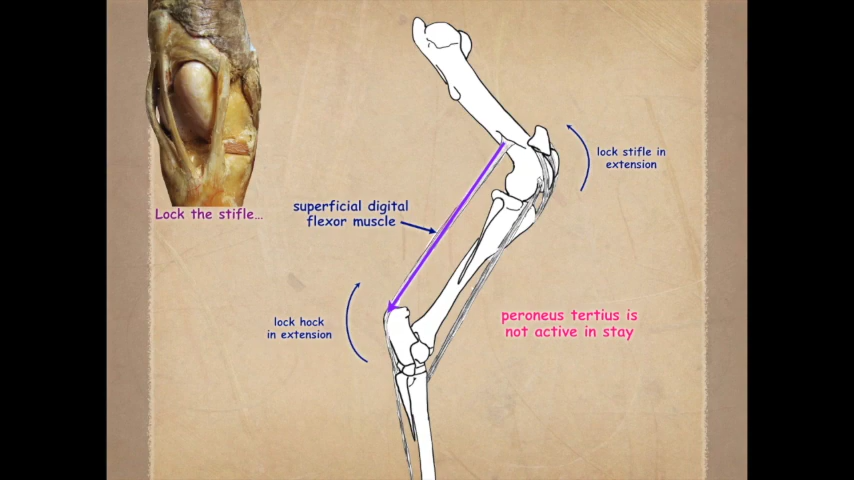 lock stifle in
extension
Lock the stifle...
superficial digital
flexor muscle
lock hock
in extension
peroneus tertius is
not active in stay